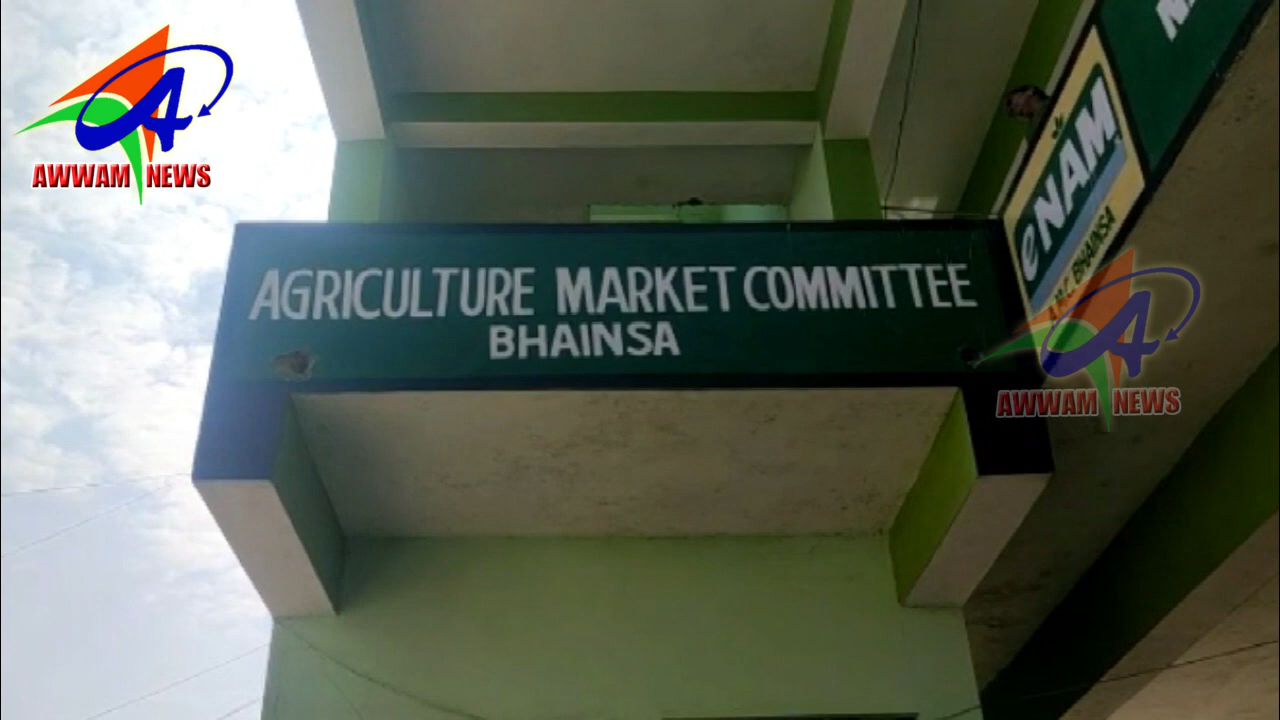 AWWAM NEWS
AGRICULTURE MARKET COMMITTEE
BHAINSA
eNAM
BHAINSA
AWWAM NEWS